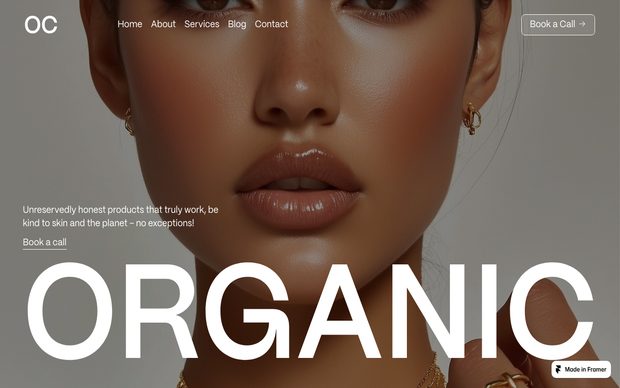 OC
Home About Services Blog Contact
Book a Call →
Unreservedly honest products that truly work, be
kind to skin and the planet – no exceptions!
Book a call
ORGANIC
Made in Framer